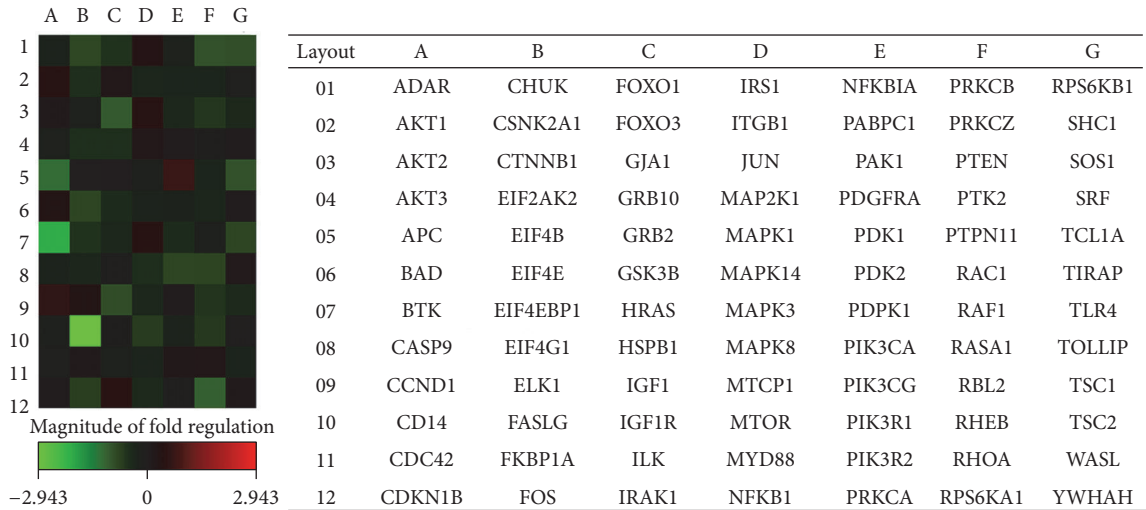 A B C D E F G
1
2
3
4
5
6
7
8
9
10
11
12
Magnitude of fold regulation
−2.943 0 2.943
Layout A B C D E F G
01 ADAR CHUK FOXO1 IRS1 NFKBIA PRKCB RPS6KB1
02 AKT1 CSNK2A1 FOXO3 ITGB1 PABPC1 PRKCZ SHC1
03 AKT2 CTNNB1 GJA1 JUN PAK1 PTEN SOS1
04 AKT3 EIF2AK2 GRB10 MAP2K1 PDGFRA PTK2 SRF
05 APC EIF4B GRB2 MAPK1 PDK1 PTPN11 TCL1A
06 BAD EIF4E GSK3B MAPK14 PDK2 RAC1 TIRAP
07 BTK EIF4EBP1 HRAS MAPK3 PDPK1 RAF1 TLR4
08 CASP9 EIF4G1 HSPB1 MAPK8 PIK3CA RASA1 TOLLIP
09 CCND1 ELK1 IGF1 MTCP1 PIK3CG RBL2 TSC1
10 CD14 FASLG IGF1R MTOR PIK3R1 RHEB TSC2
11 CDC42 FKBP1A ILK MYD88 PIK3R2 RHOA WASL
12 CDKN1B FOS IRAK1 NFKB1 PRKCA RPS6KA1 YWHAH